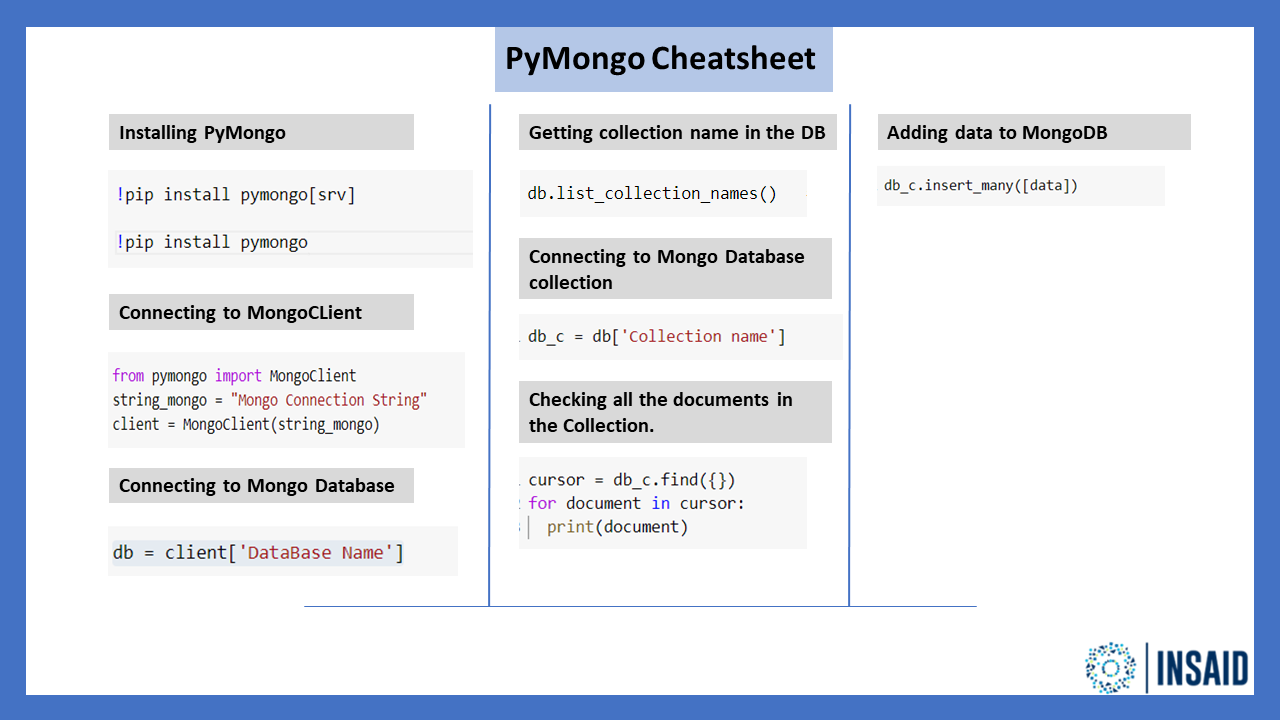 PyMongo Cheatsheet
Installing PyMongo
!pip install pymongo[srv]
!pip install pymongo
Connecting to MongoCLient
from pymongo import MongoClient
string_mongo = "Mongo Connection String"
client = MongoClient(string_mongo)
Connecting to Mongo Database
db = client['DataBase Name']
Getting collection name in the DB
db.list_collection_names()
Connecting to Mongo Database
collection
db_c = db['Collection name']
Checking all the documents in
the Collection.
cursor = db_c.find({})
for document in cursor:
print(document)
Adding data to MongoDB
db_c.insert_many([data])
INSAID